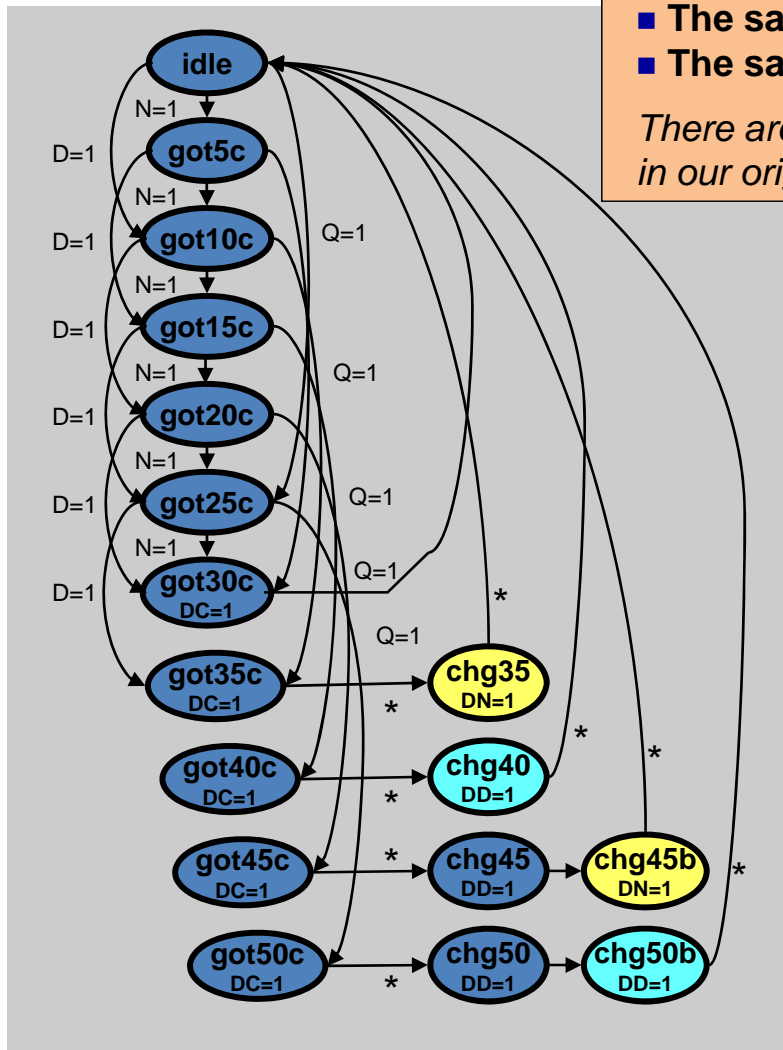 ■ The sa
■ The sa
There are
in our ori
idle
N=1
D=1
got5c
N=1
D=1
got10c
Q=1
N=1
D=1
got15c
N=1
Q=1
D=1
got20c
N=1
D=1
got25c
Q=1
N=1
D=1
got30c
DC=1
Q=1
*
Q=1
got35c
DC=1
*
chg35
DN=1
*
*
got40c
DC=1
*
chg40
DD=1
got45c
DC=1
*
chg45
DD=1
chg45b
DN=1
*
got50c
DC=1
*
chg50
DD=1
chg50b
DD=1